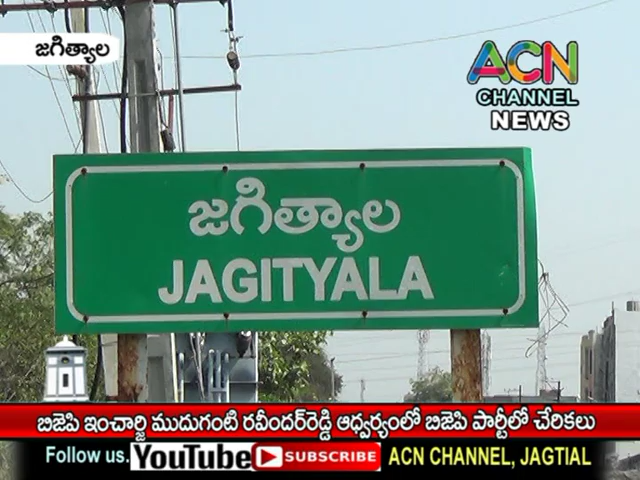 జగిత్యాల
ACN
CHANNEL
NEWS
జగిత్యాల
JAGITYALA
బిజెపి ఇంచార్జి ముదుగంటి రవీందర్‌రెడ్డి ఆధ్వర్యంలో బిజెపి పార్టీలో చేరికలు
Follow us. YouTube SUBSCRIBE ACN CHANNEL, JAGTIAL